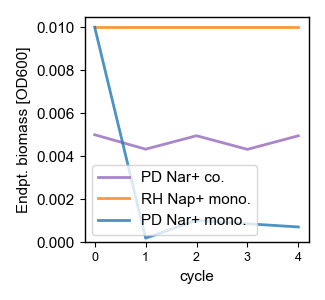 0.010
0.008
0.006
0.004
0.002
0.000
Endpt. biomass [OD600]
PD Nar+ co.
RH Nap+ mono.
PD Nar+ mono.
0 1 2 3 4
cycle